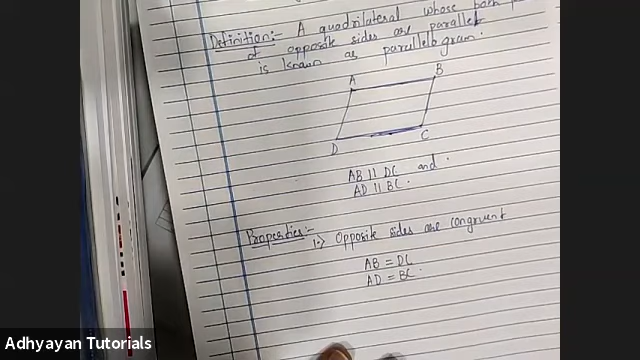 Definition:- A quadrilateral whose both
of opposite sides are parallel
is known as parallelogram.
A
B
D
C
AB || DC and
AD || BC.
Properties:-
1:-) Opposite sides are congruent
AB = DC
AD = BC.
Adhyayan Tutorials